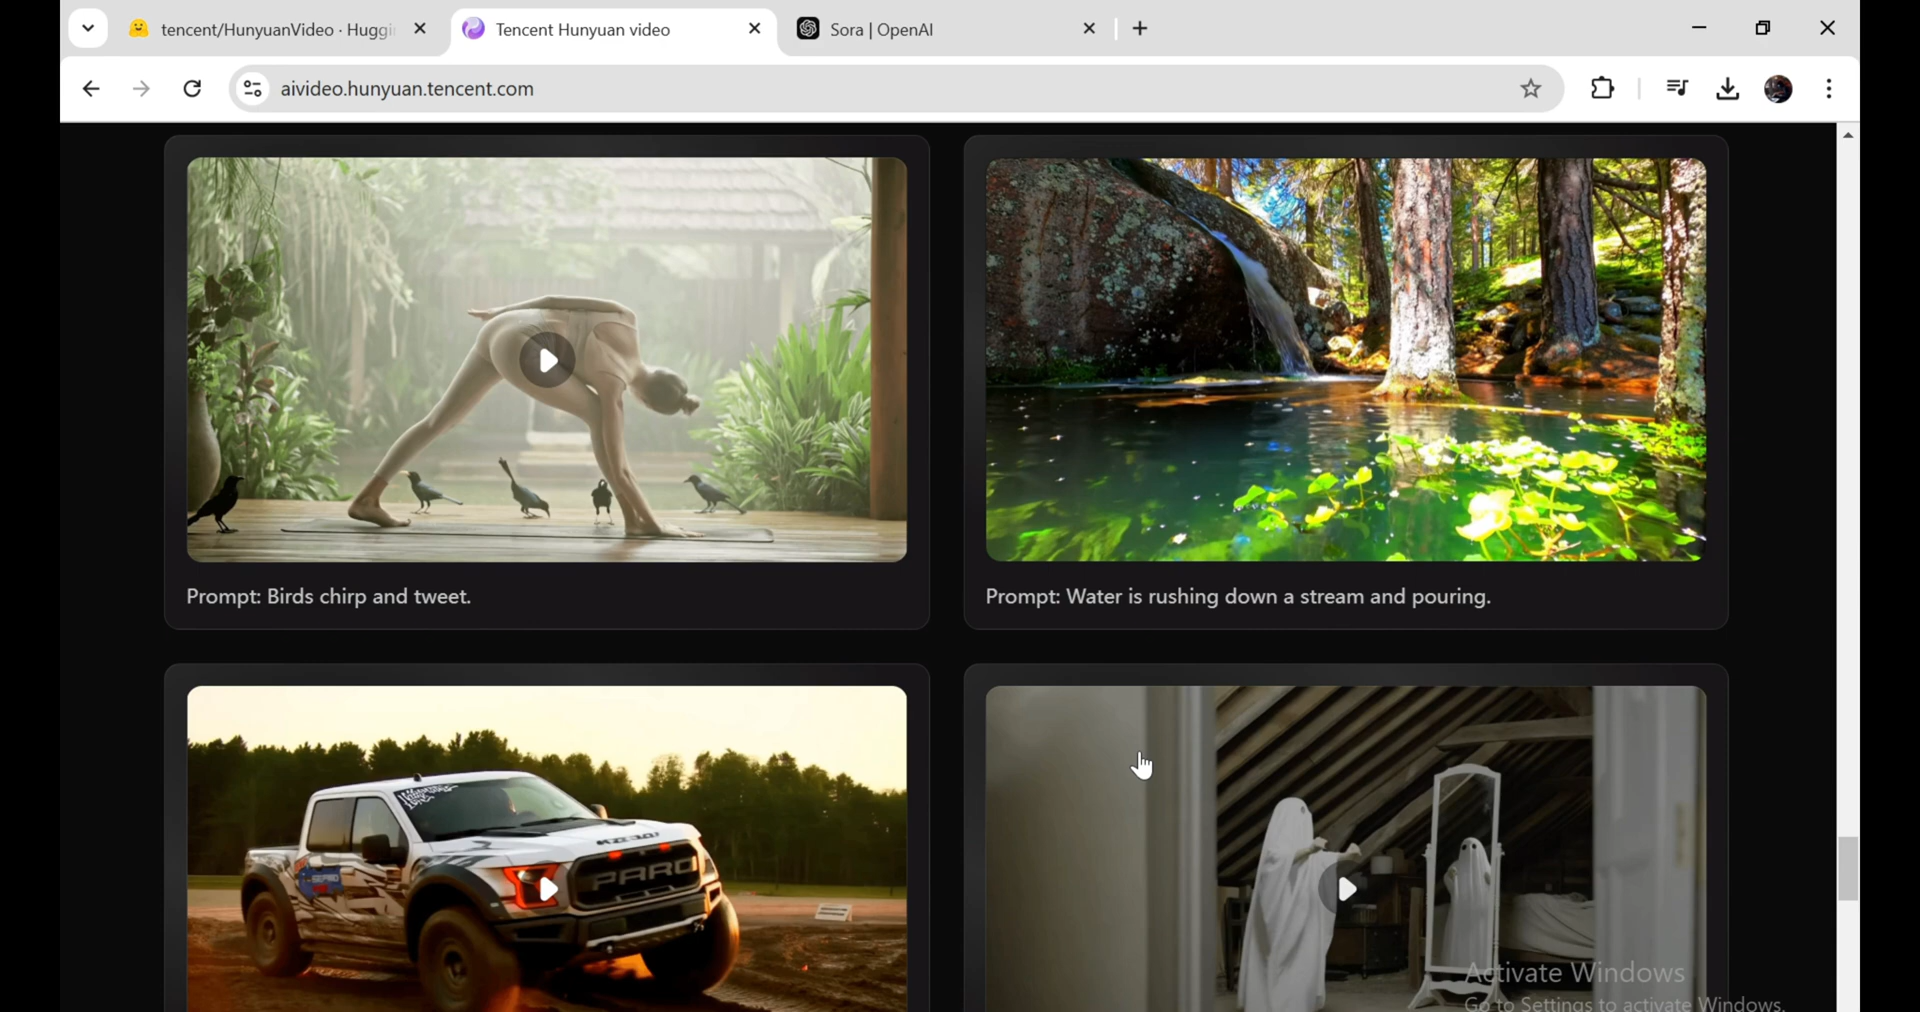 tencent/HunyuanVideo · Huggi
Tencent Hunyuan video
Sora | OpenAI
aivideo.hunyuan.tencent.com
Prompt: Birds chirp and tweet.
Prompt: Water is rushing down a stream and pouring.
PARO
Activate Windows
Go to Settings to activate Windows.